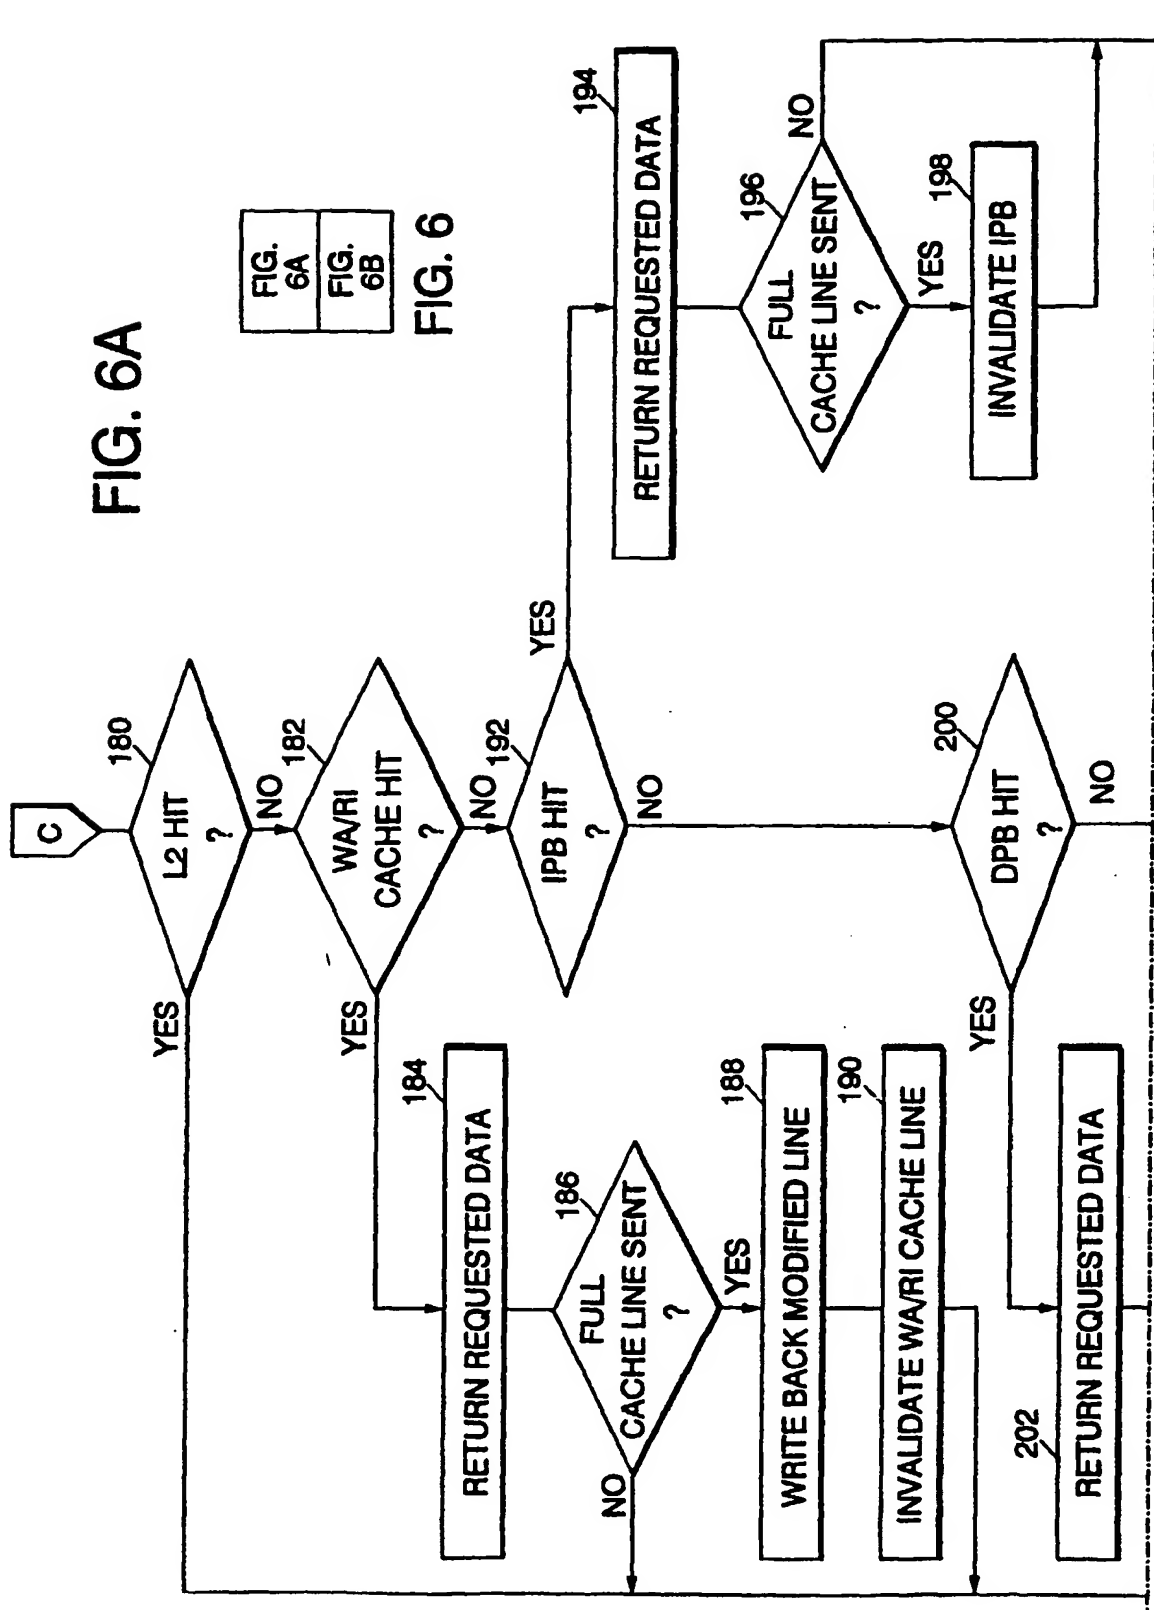 FIG. 6A
FIG.
6A
FIG.
6B
FIG. 6
C
180
L2 HIT
?
YES
NO
182
WA/RI
CACHE HIT
?
YES
NO
184
RETURN REQUESTED DATA
186
FULL
CACHE LINE SENT
?
NO
YES
188
WRITE BACK MODIFIED LINE
190
INVALIDATE WA/RI CACHE LINE
192
IPB HIT
?
YES
NO
194
RETURN REQUESTED DATA
196
FULL
CACHE LINE SENT
?
NO
YES
198
INVALIDATE IPB
200
DPB HIT
?
YES
NO
202
RETURN REQUESTED DATA